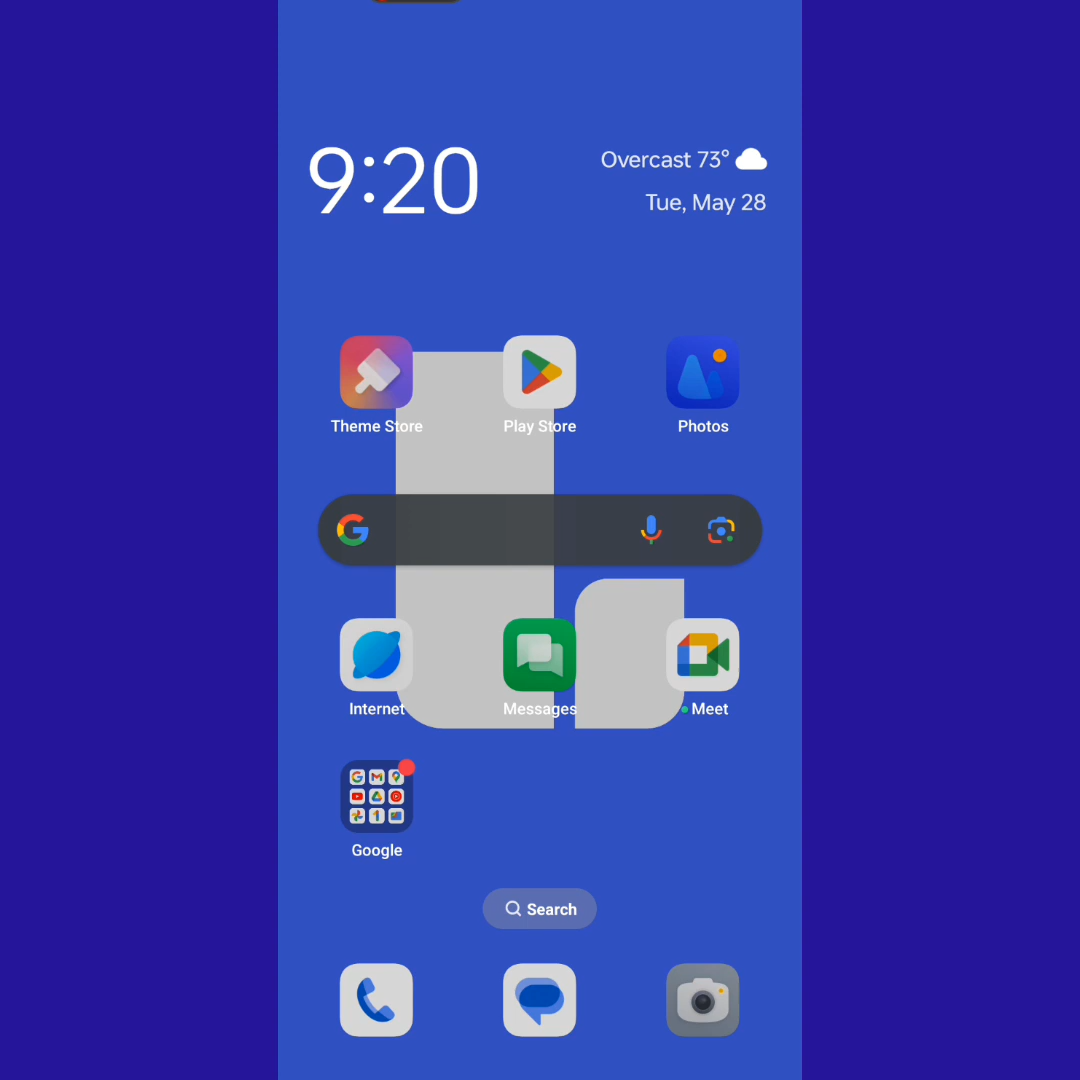 9:20
Overcast 73°
Tue, May 28
Theme Store
Play Store
Photos
Internet
Messages
Meet
Google
Search